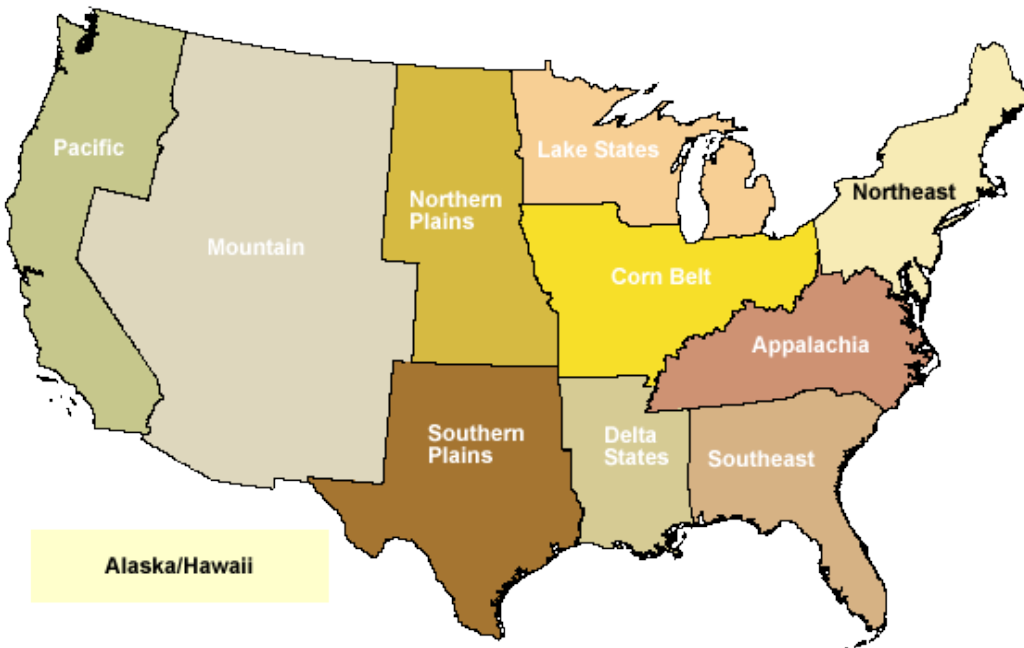 Pacific
Mountain
Northern
Plains
Lake States
Northeast
Corn Belt
Appalachia
Southern
Plains
Delta
States
Southeast
Alaska/Hawaii